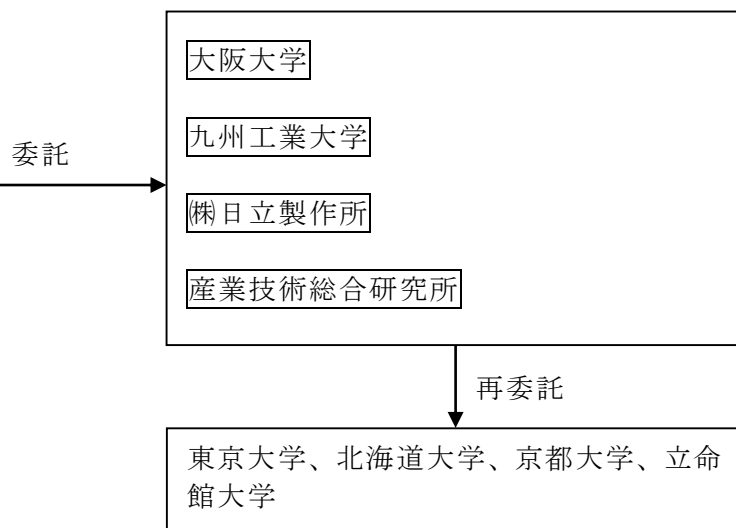 大阪大学
九州工業大学
委託
㈱日立製作所
産業技術総合研究所
再委託
東京大学、北海道大学、京都大学、立命
館大学